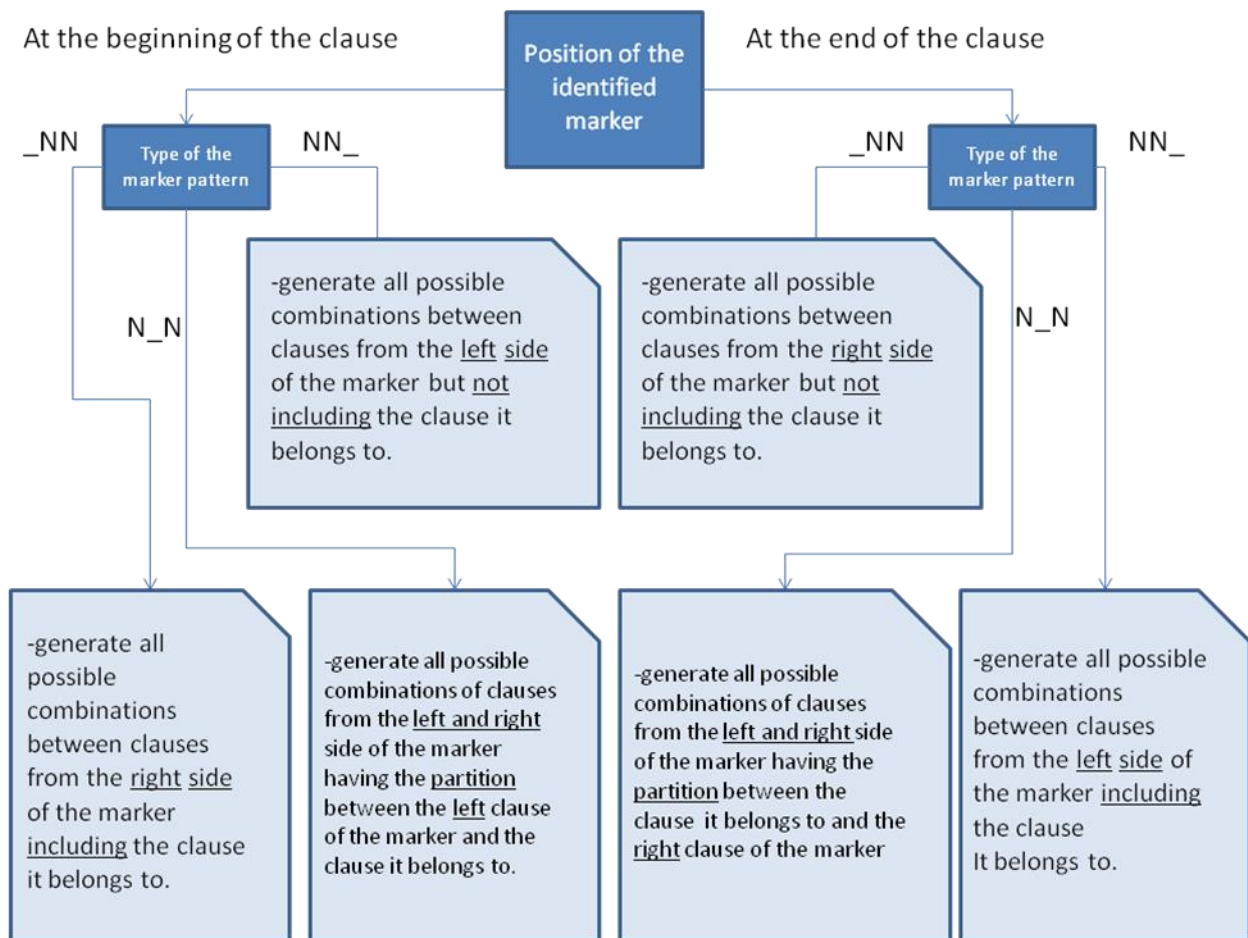 At the beginning of the clause
Position of the
identified
marker
At the end of the clause
_NN
Type of the
marker pattern
NN_
_NN
Type of the
marker pattern
NN_
N_N
-generate all possible
combinations between
clauses from the left side
of the marker but not
including the clause it
belongs to.
-generate all possible
combinations between
clauses from the right side
of the marker but not
including the clause it
belongs to.
N_N
-generate all
possible
combinations
between clauses
from the right side
of the marker
including the clause
it belongs to.
-generate all possible
combinations of clauses
from the left and right
side of the marker
having the partition
between the left clause
of the marker and the
clause it belongs to.
-generate all possible
combinations of clauses
from the left and right side
of the marker having the
partition between the
clause it belongs to and the
right clause of the marker
-generate all possible
combinations
between clauses
from the left side of
the marker including
the clause
It belongs to.